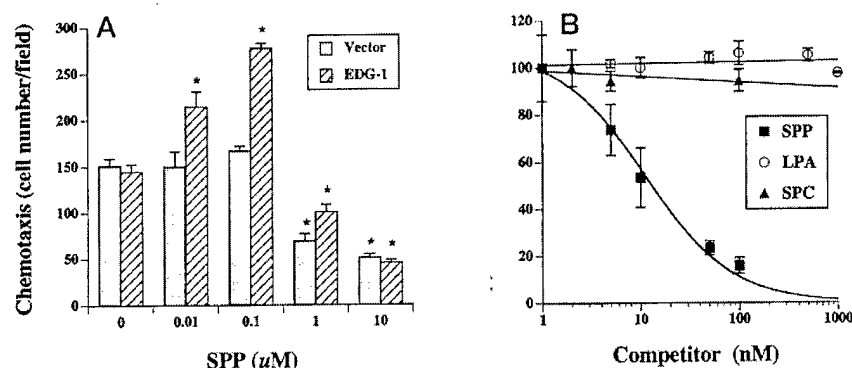 A
Chemotaxis (cell number/field)
300
250
200
150
100
50
0
Vector
EDG-1
*
*
*
*
*
*
0
0.01
0.1
1
10
SPP (uM)
B
120
100
80
60
40
20
0
SPP
LPA
SPC
1
10
100
1000
Competitor (nM)